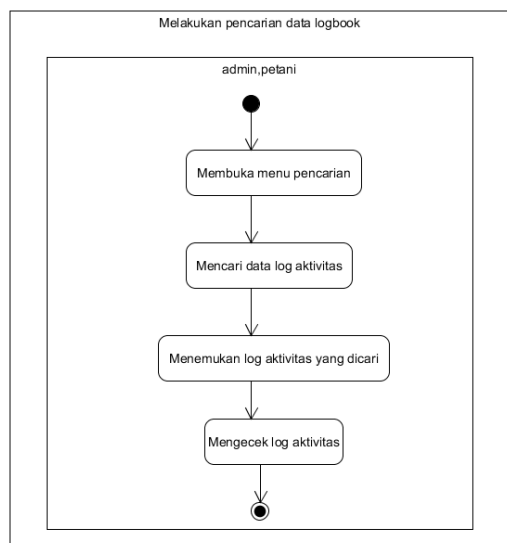 Melakukan pencarian data logbook
admin,petani
Membuka menu pencarian
Mencari data log aktivitas
Menemukan log aktivitas yang dicari
Mengecek log aktivitas